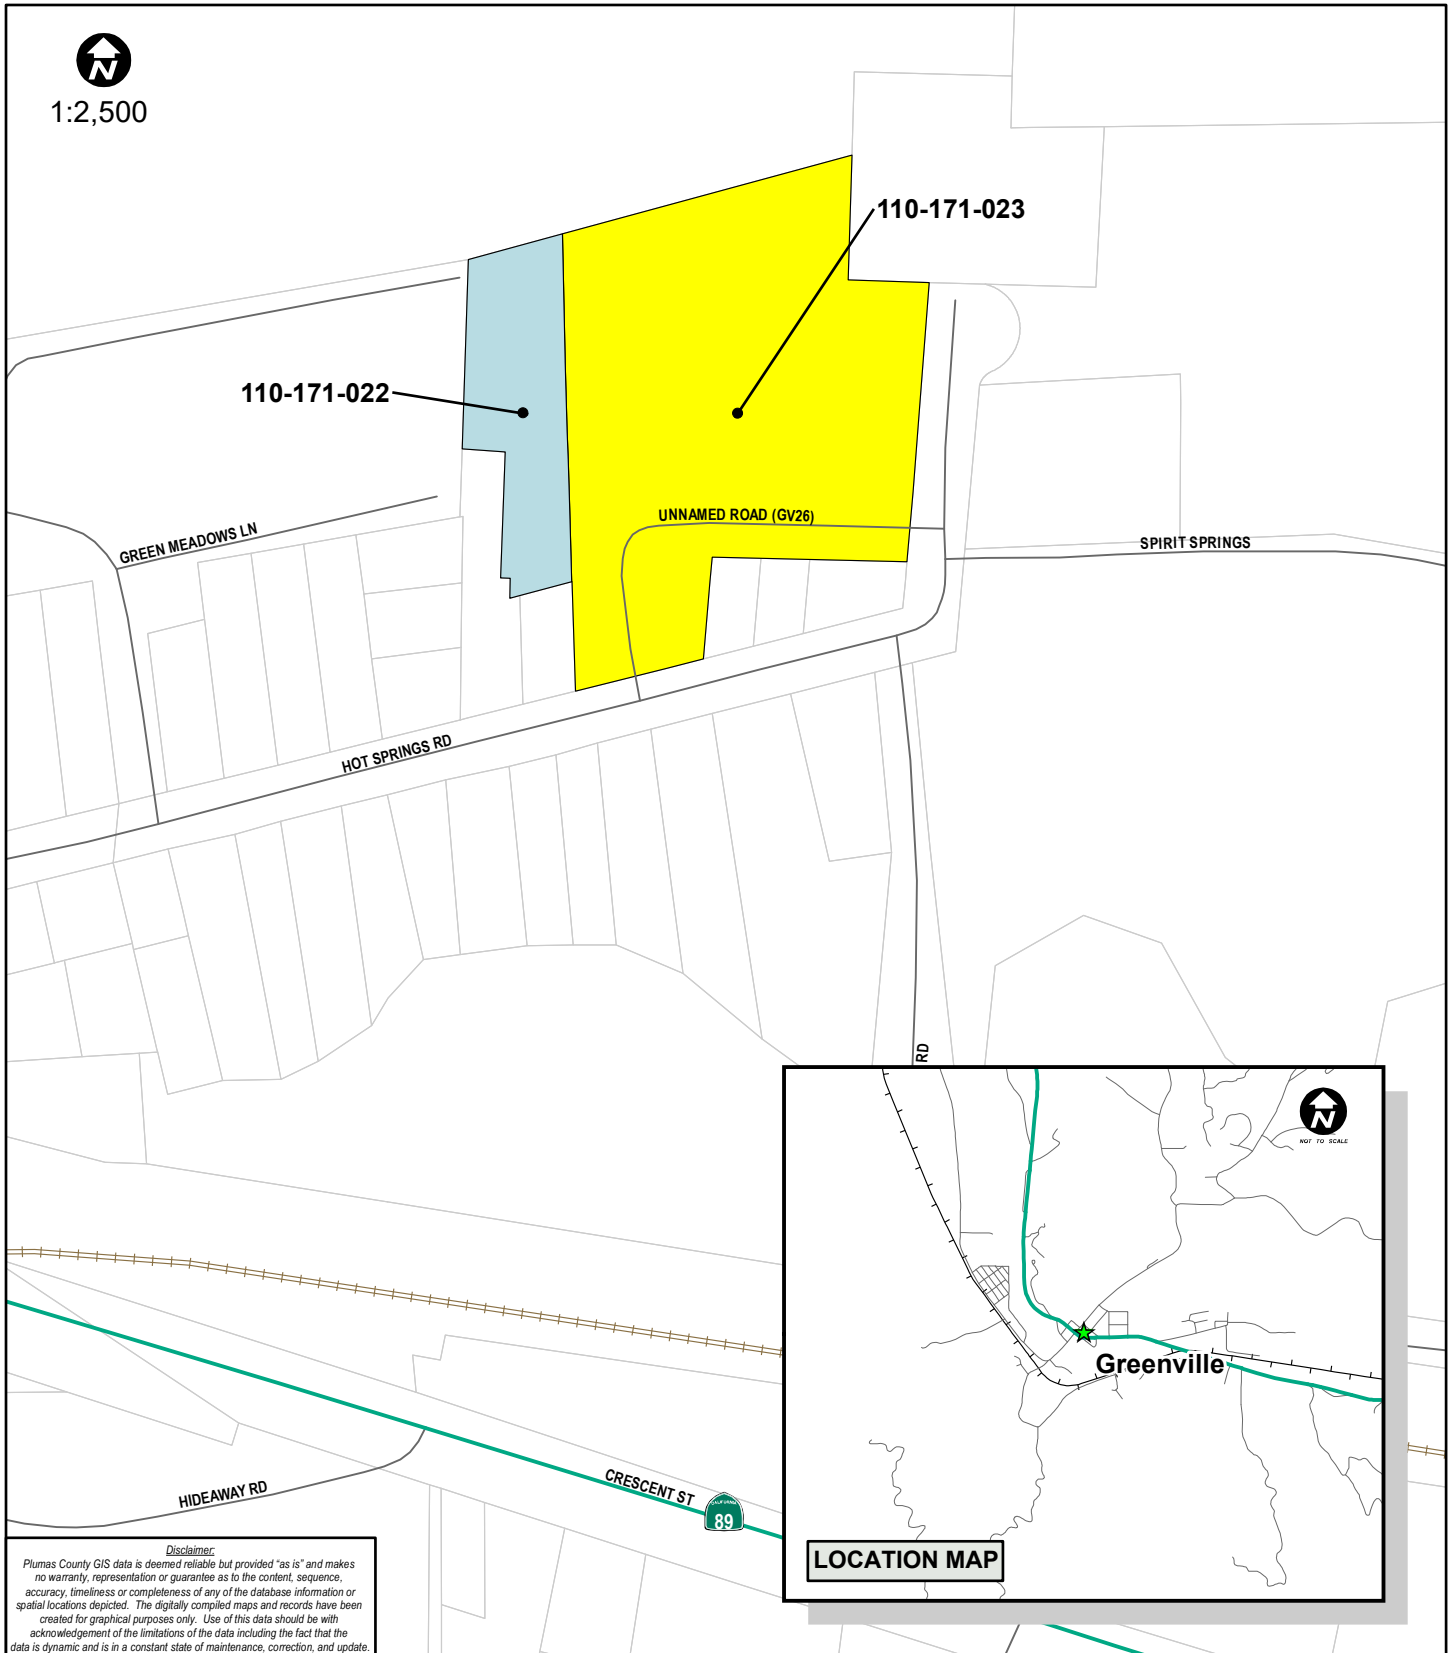 N
1:2,500
110-171-023
110-171-022
UNNAMED ROAD (GV26)
GREEN MEADOWS LN
SPIRIT SPRINGS
HOT SPRINGS RD
RD
N
NOT TO SCALE
Greenville
HIDEAWAY RD
CRESCENT ST
CALIFORNIA
89
LOCATION MAP
Disclaimer:
Plumas County GIS data is deemed reliable but provided "as is" and makes
no warranty, representation or guarantee as to the content, sequence,
accuracy, timeliness or completeness of any of the database information or
spatial locations depicted. The digitally compiled maps and records have been
created for graphical purposes only. Use of this data should be with
acknowledgement of the limitations of the data including the fact that the
data is dynamic and is in a constant state of maintenance, correction, and update.